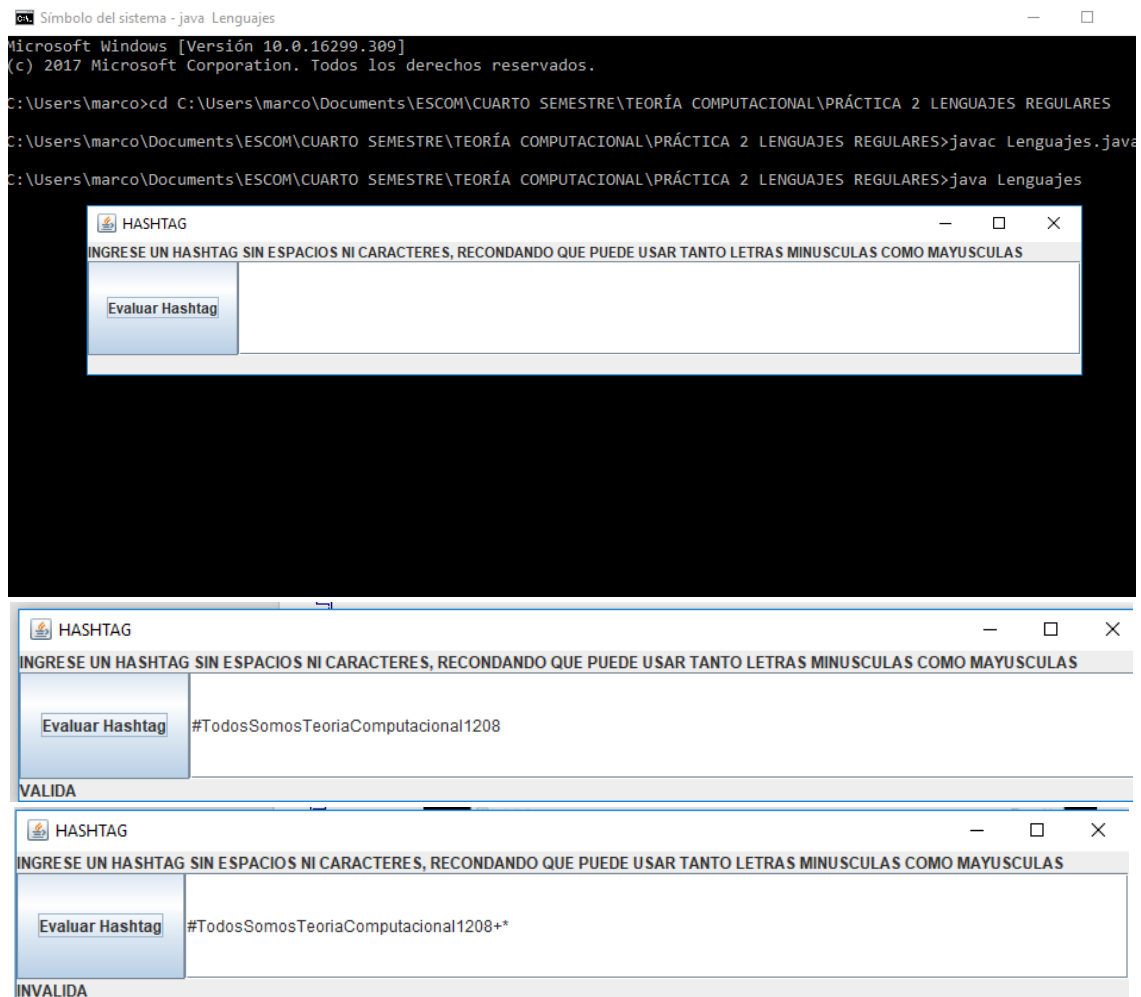 Símbolo del sistema - java Lenguajes
Microsoft Windows [Versión 10.0.16299.309]
(c) 2017 Microsoft Corporation. Todos los derechos reservados.
C:\Users\marco>cd C:\Users\marco\Documents\ESCOM\CUARTO SEMESTRE\TEORÍA COMPUTACIONAL\PRÁCTICA 2 LENGUAJES REGULARES
C:\Users\marco\Documents\ESCOM\CUARTO SEMESTRE\TEORÍA COMPUTACIONAL\PRÁCTICA 2 LENGUAJES REGULARES>javac Lenguajes.java
C:\Users\marco\Documents\ESCOM\CUARTO SEMESTRE\TEORÍA COMPUTACIONAL\PRÁCTICA 2 LENGUAJES REGULARES>java Lenguajes
HASHTAG
INGRESE UN HASHTAG SIN ESPACIOS NI CARACTERES, RECONDANDO QUE PUEDE USAR TANTO LETRAS MINUSCULAS COMO MAYUSCULAS
Evaluar Hashtag
HASHTAG
INGRESE UN HASHTAG SIN ESPACIOS NI CARACTERES, RECONDANDO QUE PUEDE USAR TANTO LETRAS MINUSCULAS COMO MAYUSCULAS
Evaluar Hashtag #TodosSomosTeoriaComputacional1208
VALIDA
HASHTAG
INGRESE UN HASHTAG SIN ESPACIOS NI CARACTERES, RECONDANDO QUE PUEDE USAR TANTO LETRAS MINUSCULAS COMO MAYUSCULAS
Evaluar Hashtag #TodosSomosTeoriaComputacional1208+*
INVALIDA